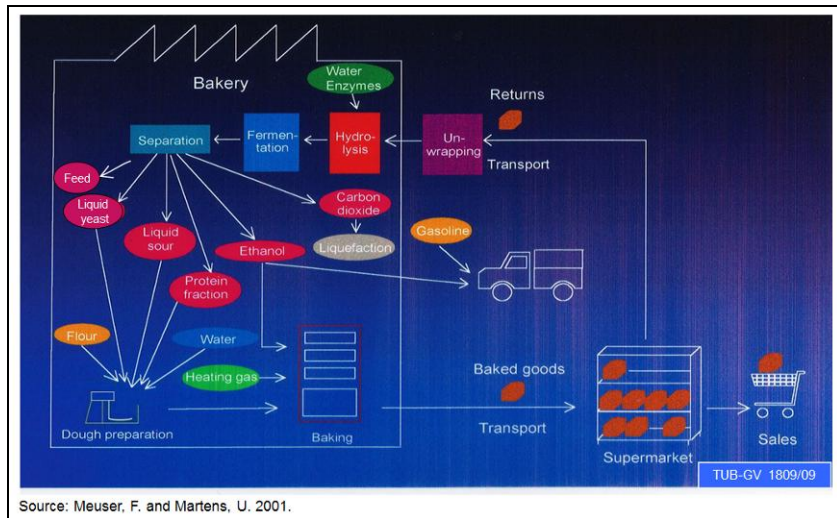 Bakery
Water
Enzymes
Returns
Separation
Fermen-
tation
Hydro-
lysis
Un-
wrapping
Transport
Feed
Liquid
yeast
Carbon
dioxide
Liquid
sour
Ethanol
Liquefaction
Gasoline
Protein
fraction
Flour
Water
Heating gas
Baked goods
Dough preparation
Baking
Transport
Supermarket
Sales
TUB-GV 1809/09
Source: Meuser, F. and Martens, U. 2001.